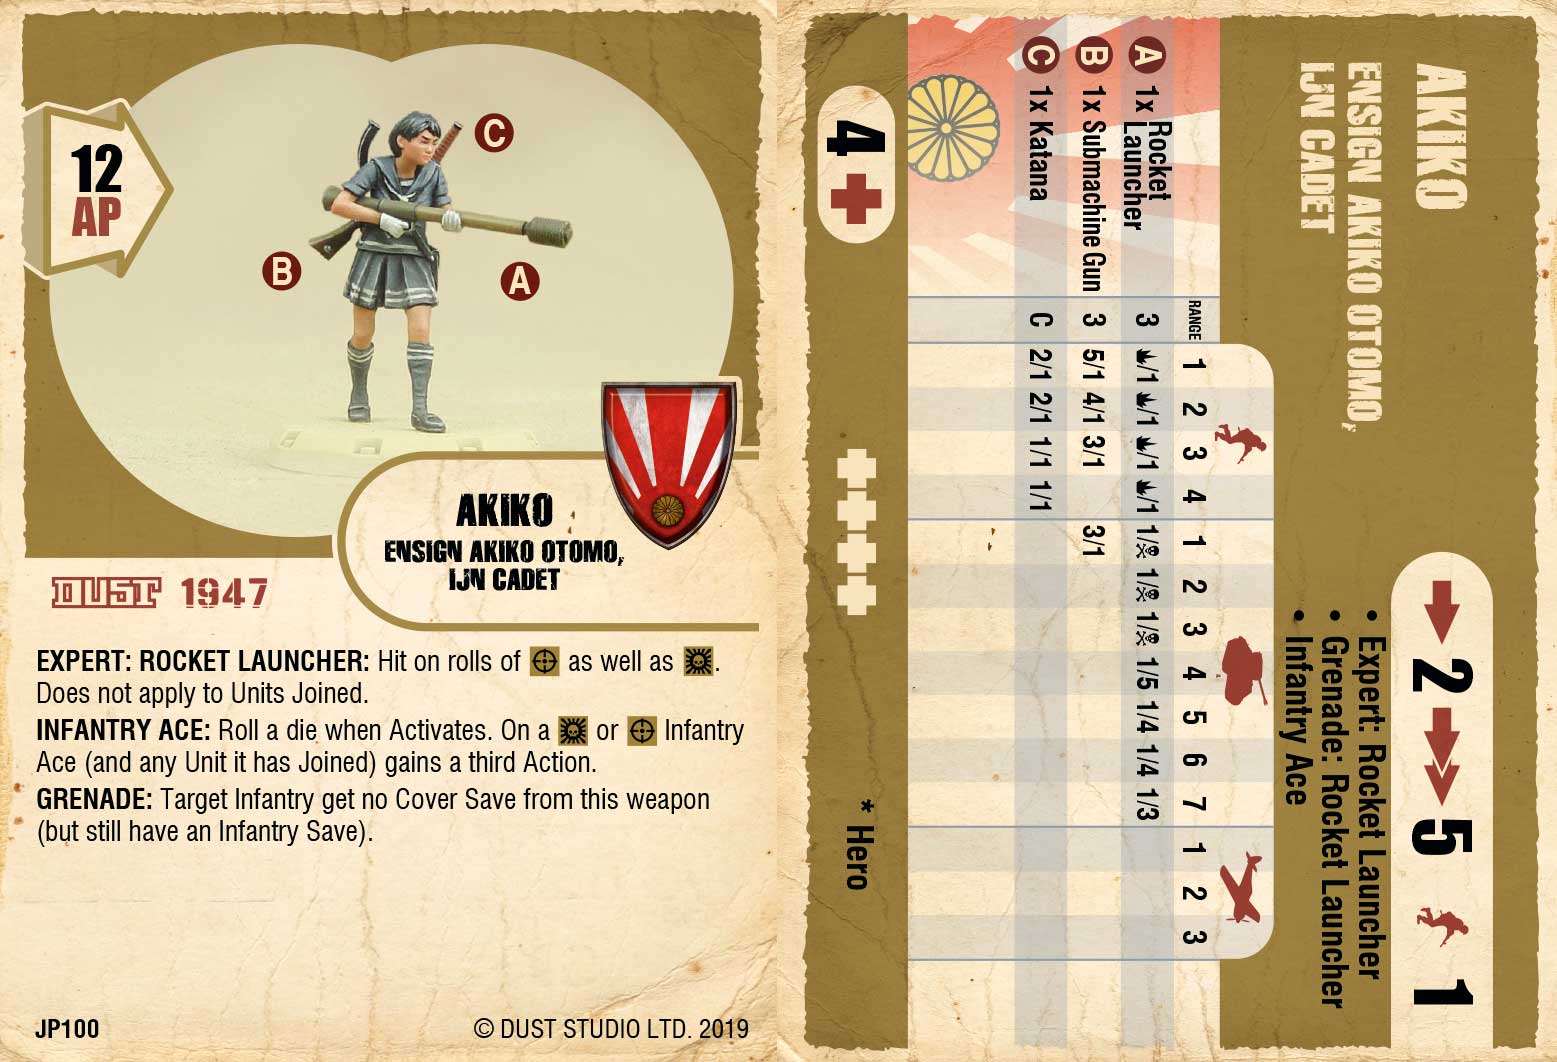 12
AP
C
B
A
AKIKO
ENSIGN AKIKO OTOMO,
IJN CADET
DUST 1947
EXPERT: ROCKET LAUNCHER: Hit on rolls of as well as .
Does not apply to Units Joined.
INFANTRY ACE: Roll a die when Activates. On a or Infantry
Ace (and any Unit it has Joined) gains a third Action.
GRENADE: Target Infantry get no Cover Save from this weapon
(but still have an Infantry Save).
JP100
© DUST STUDIO LTD. 2019
AKIKO
ENSIGN AKIKO OTOMO,
IJN CADET
2 5 1
• Expert: Rocket Launcher
• Grenade: Rocket Launcher
• Infantry Ace
RANGE 1 2 3 4 1 2 3 4 5 6 7 1 2 3
A 1x Rocket
Launcher 3 /1 /1 /1 /1 1/ 1/ 1/ 1/5 1/4 1/4 1/3
B 1x Submachine Gun 3 5/1 4/1 3/1 3/1
C 1x Katana C 2/1 2/1 1/1 1/1
4
* Hero